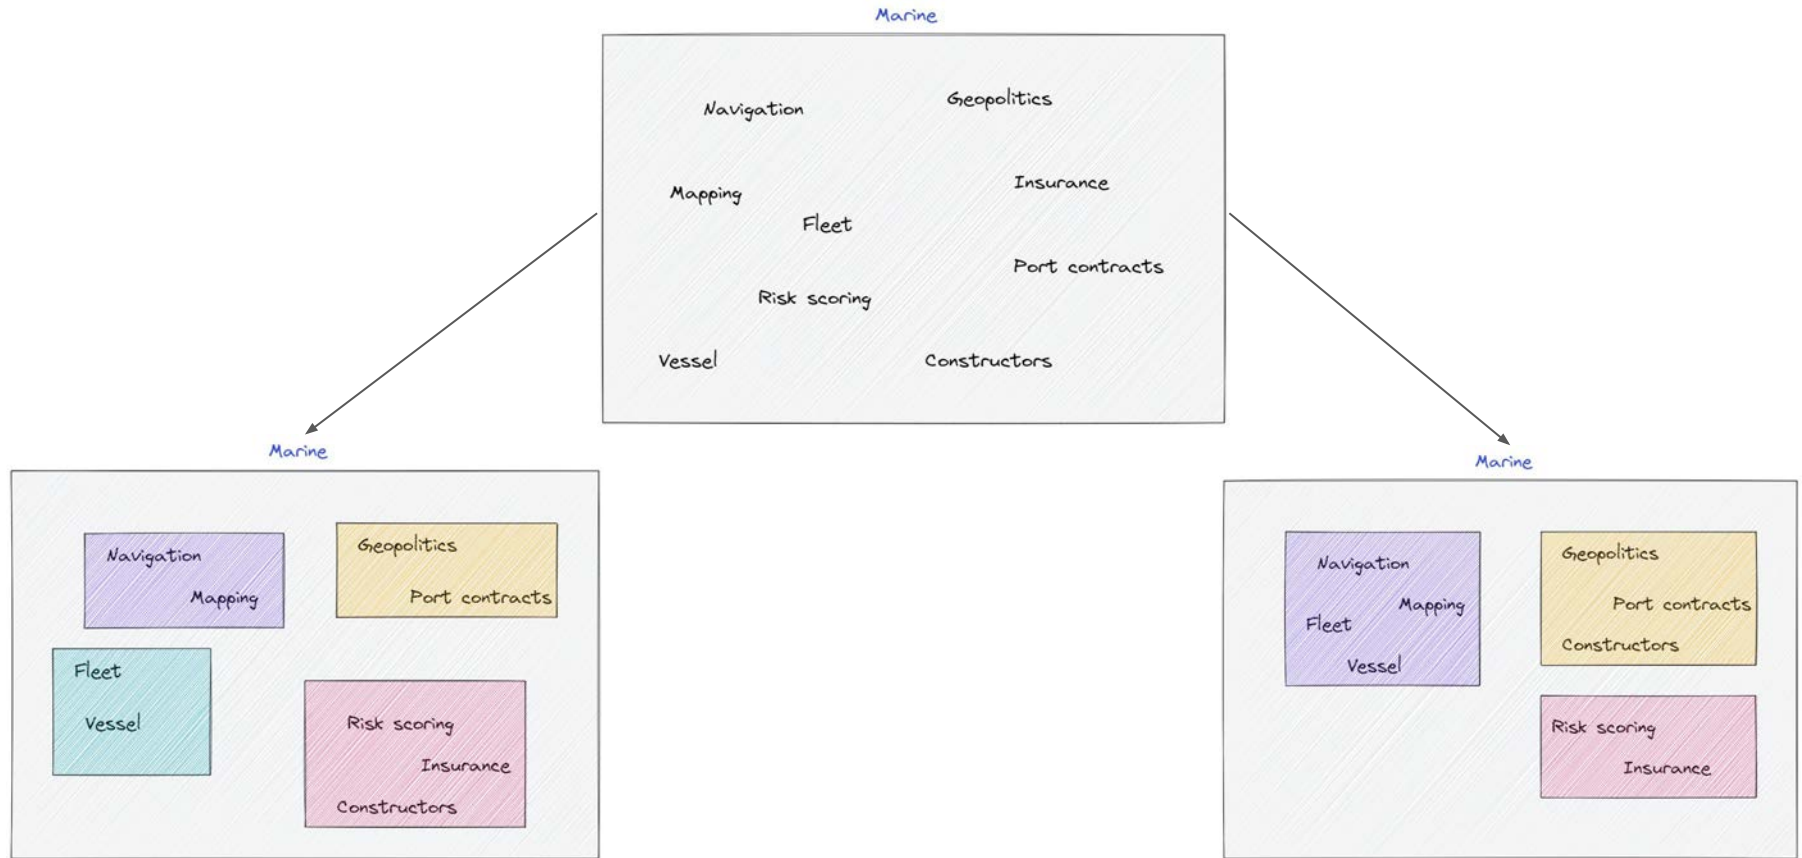 Marine
Navigation
Geopolitics
Mapping
Insurance
Fleet
Port contracts
Risk scoring
Vessel
Constructors
Marine
Navigation
Mapping
Geopolitics
Port contracts
Fleet
Vessel
Risk scoring
Insurance
Constructors
Marine
Navigation
Mapping
Fleet
Vessel
Geopolitics
Port contracts
Constructors
Risk scoring
Insurance